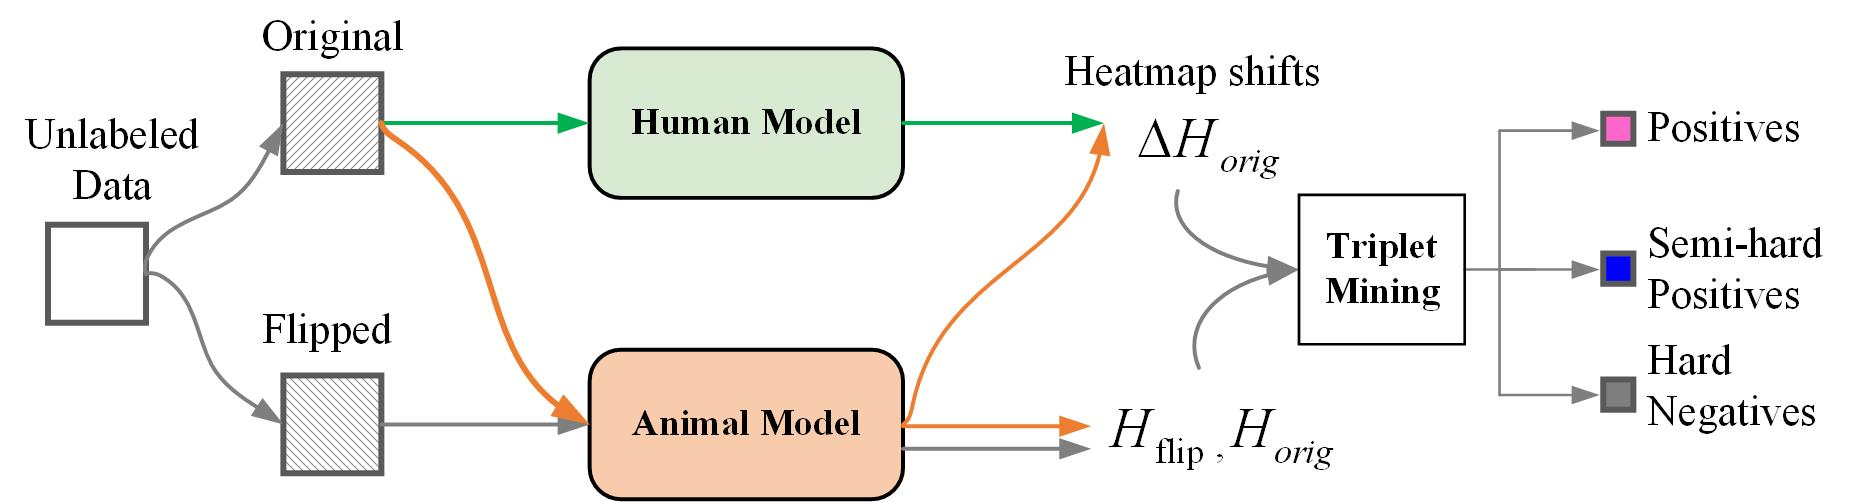 Original
Unlabeled
Data
Flipped
Human Model
Animal Model
Heatmap shifts
ΔH orig
H flip , H orig
Triplet
Mining
Positives
Semi-hard
Positives
Hard
Negatives